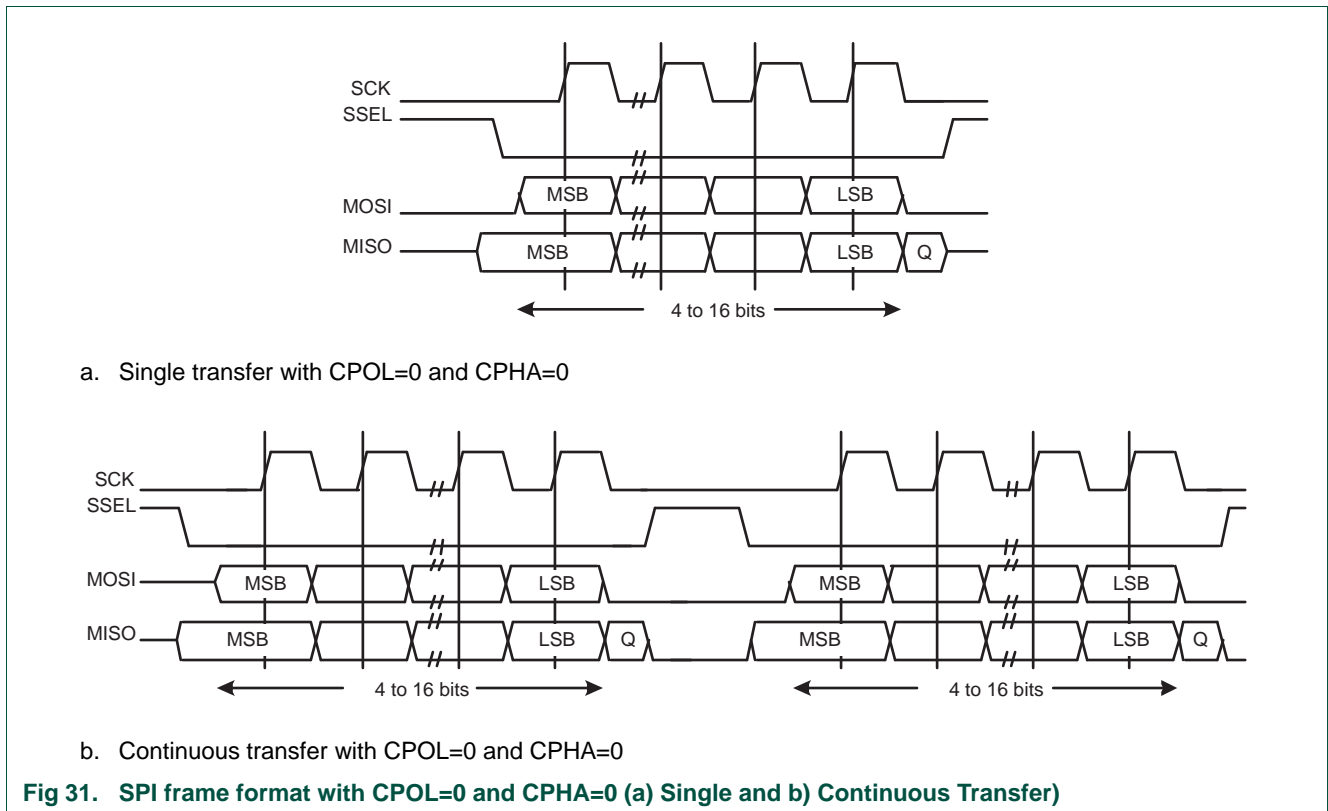 SCK
SSEL
MOSI
MSB
LSB
MISO
MSB
LSB
Q
4 to 16 bits
a. Single transfer with CPOL=0 and CPHA=0
SCK
SSEL
MOSI
MSB
LSB
MSB
LSB
MISO
MSB
LSB
Q
MSB
LSB
Q
4 to 16 bits
4 to 16 bits
b. Continuous transfer with CPOL=0 and CPHA=0
Fig 31. SPI frame format with CPOL=0 and CPHA=0 (a) Single and b) Continuous Transfer)